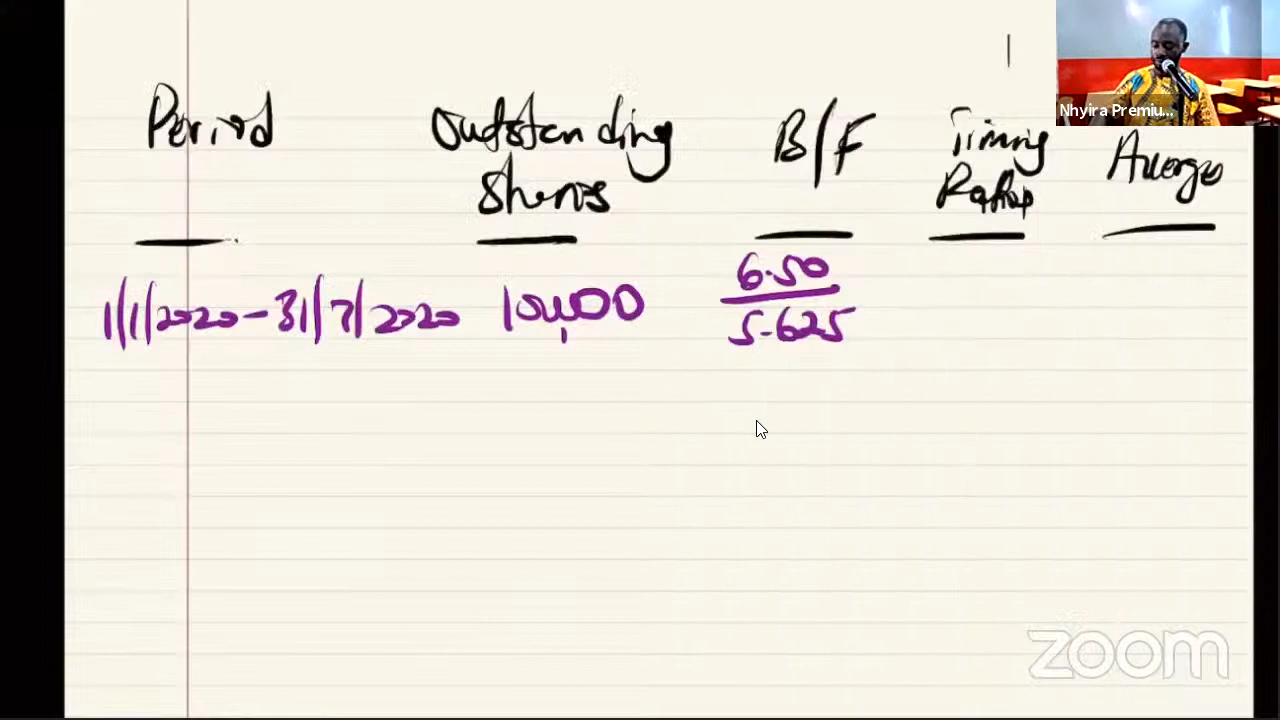 Nhyira Premiu...
Period Outstanding Shares B/F Timing Ratio Average
1/1/2020 - 31/7/2020 10,000 6.50
5.625
zoom